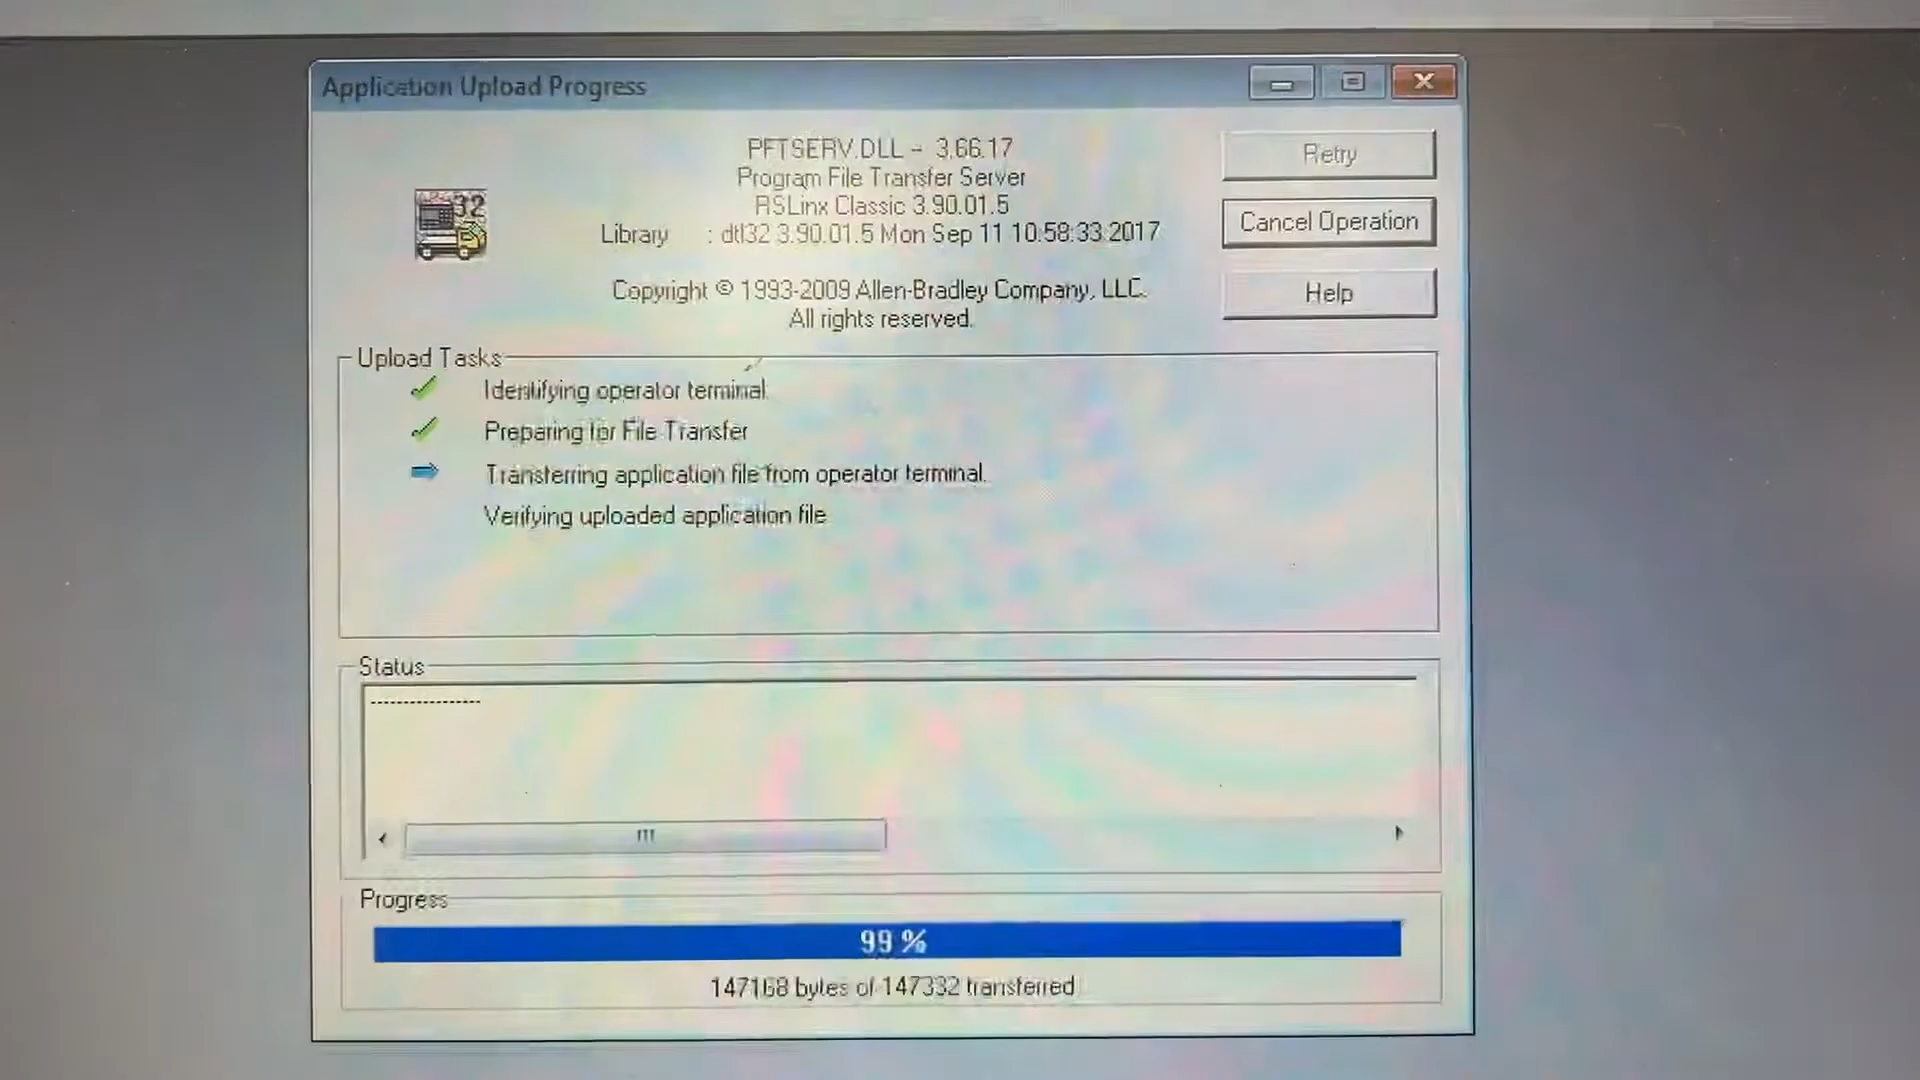 Application Upload Progress
PFTSERV.DLL - 3.66.17
Program File Transfer Server
RSLinx Classic 3.90.01.5
Library : dtl32 3.90.01.5 Mon Sep 11 10:58:33 2017
Copyright © 1993-2009 Allen-Bradley Company, LLC.
All rights reserved.
Retry
Cancel Operation
Help
32
Upload Tasks
Identifying operator terminal.
Preparing for File Transfer
Transferring application file from operator terminal.
Verifying uploaded application file
Status
-----------------
Progress
99 %
147168 bytes of 147332 transferred